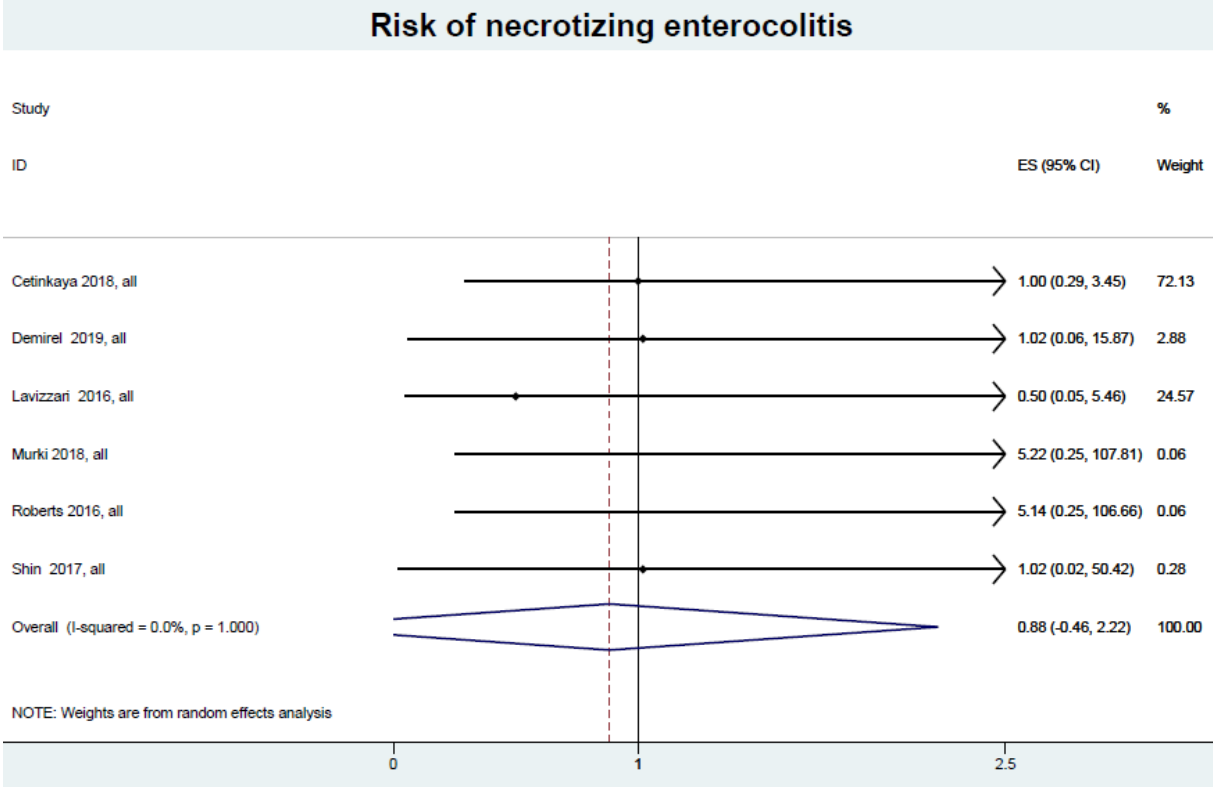 Risk of necrotizing enterocolitis
Study %
ID ES (95% CI) Weight
Cetinkaya 2018, all 1.00 (0.29, 3.45) 72.13
Demirel 2019, all 1.02 (0.06, 15.87) 2.88
Lavizzari 2016, all 0.50 (0.05, 5.46) 24.57
Murki 2018, all 5.22 (0.25, 107.81) 0.06
Roberts 2016, all 5.14 (0.25, 106.66) 0.06
Shin 2017, all 1.02 (0.02, 50.42) 0.28
Overall (I-squared = 0.0%, p = 1.000) 0.88 (-0.46, 2.22) 100.00
NOTE: Weights are from random effects analysis
0 1 2.5